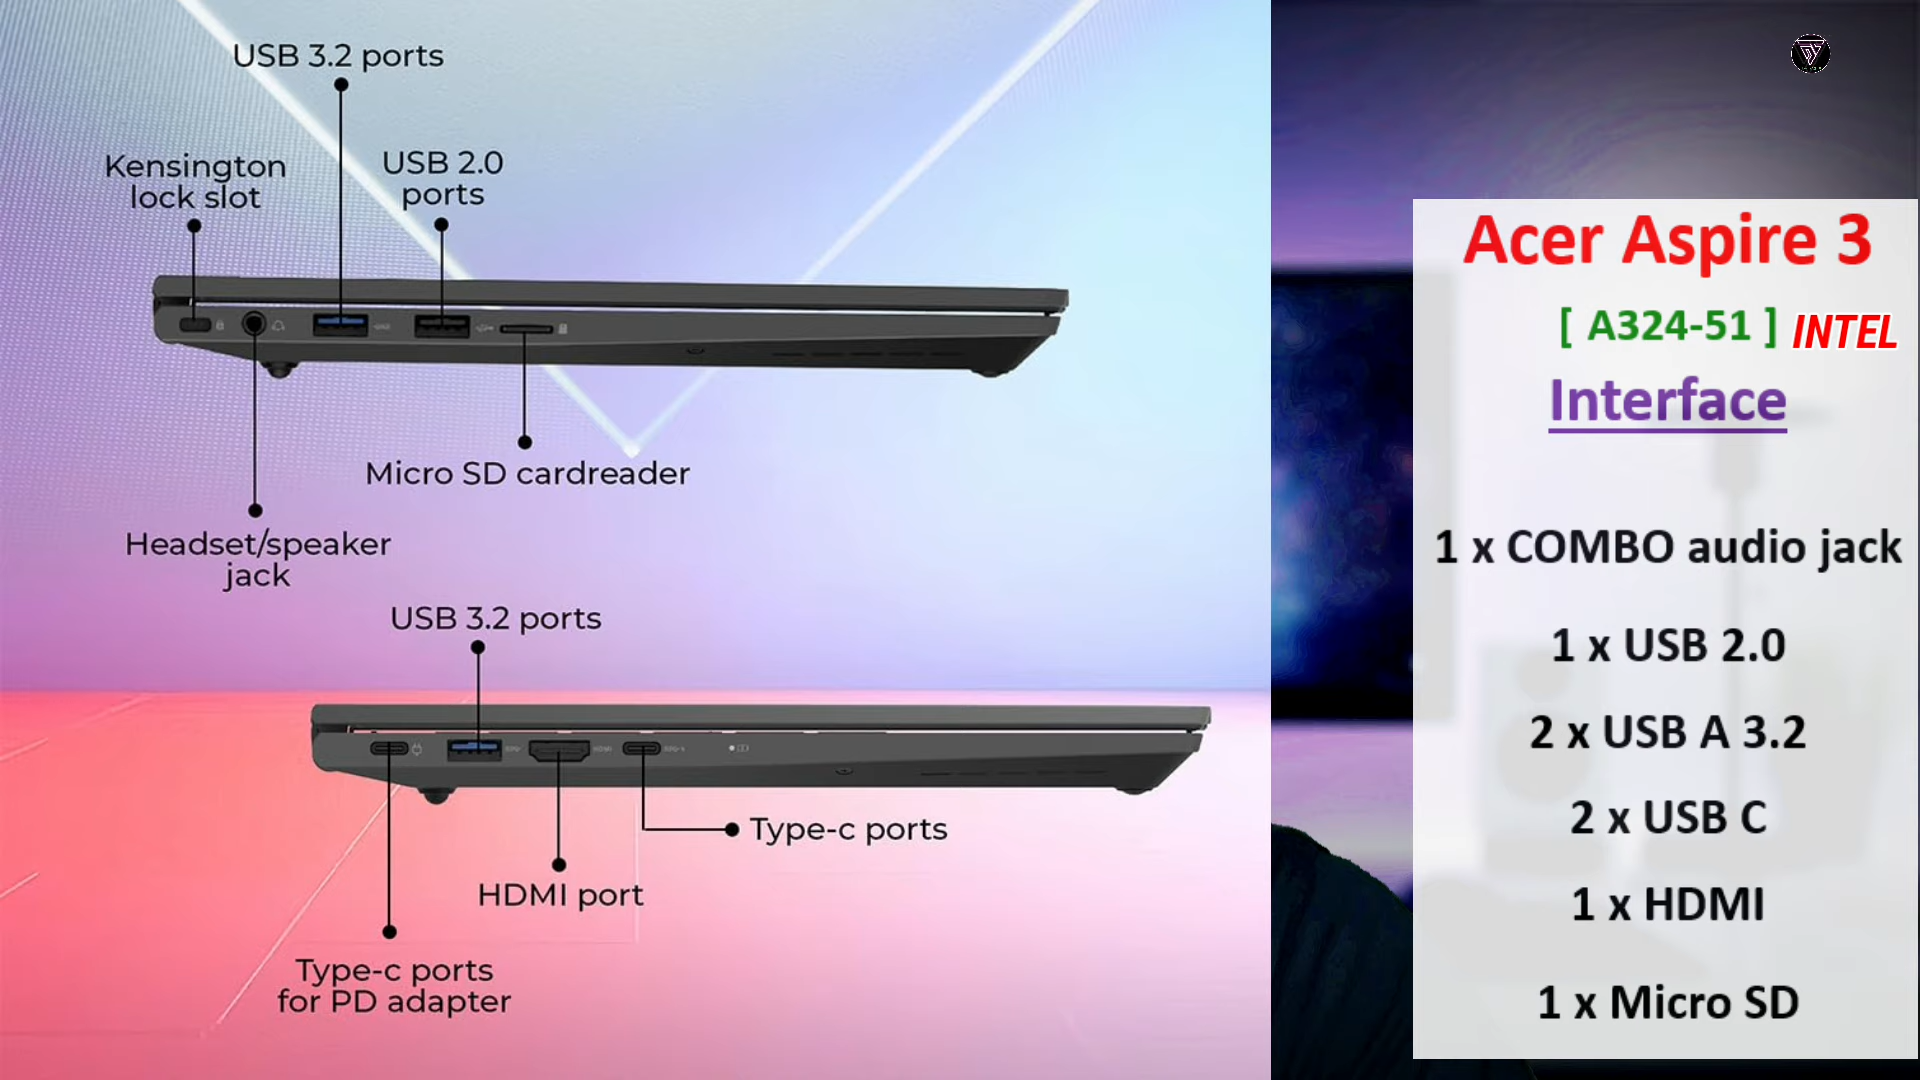 USB 3.2 ports
Kensington
lock slot
USB 2.0
ports
Micro SD cardreader
Headset/speaker
jack
USB 3.2 ports
Type-c ports
HDMI port
Type-c ports
for PD adapter
Acer Aspire 3
[ A324-51 ] INTEL
Interface
1 x COMBO audio jack
1 x USB 2.0
2 x USB A 3.2
2 x USB C
1 x HDMI
1 x Micro SD